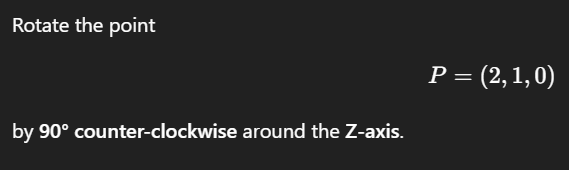 Rotate the point
P = (2, 1, 0)
by 90° counter-clockwise around the Z-axis.